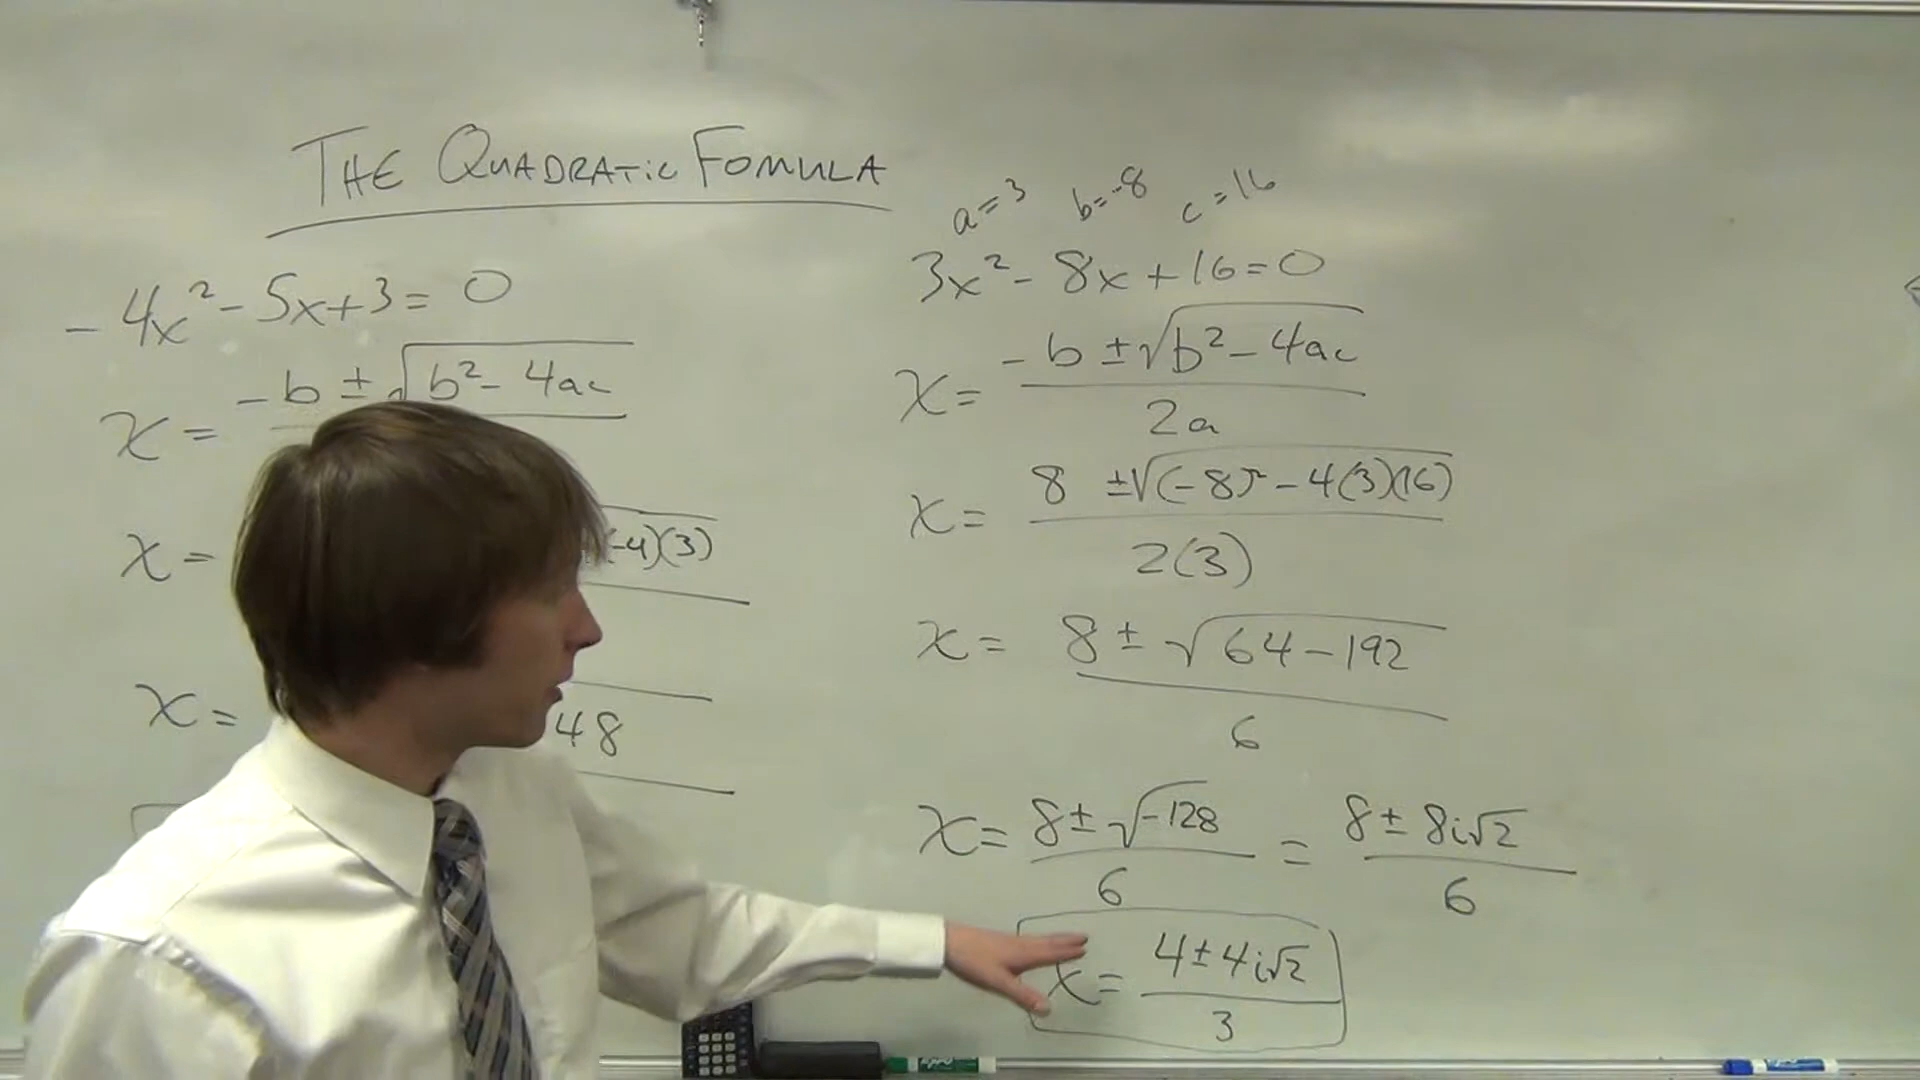 THE QUADRATIC FOMULA
-4x² - 5x + 3 = 0
x = -b ± √b² - 4ac
x = (-4)(3)
x = 48
a = 3 b = -8 c = 16
3x² - 8x + 16 = 0
x = -b ± √b² - 4ac
2a
x = 8 ± √(-8)² - 4(3)(16)
2(3)
x = 8 ± √64 - 192
6
x = 8 ± √-128 = 8 ± 8i√2
6 6
x = 4 ± 4i√2
3